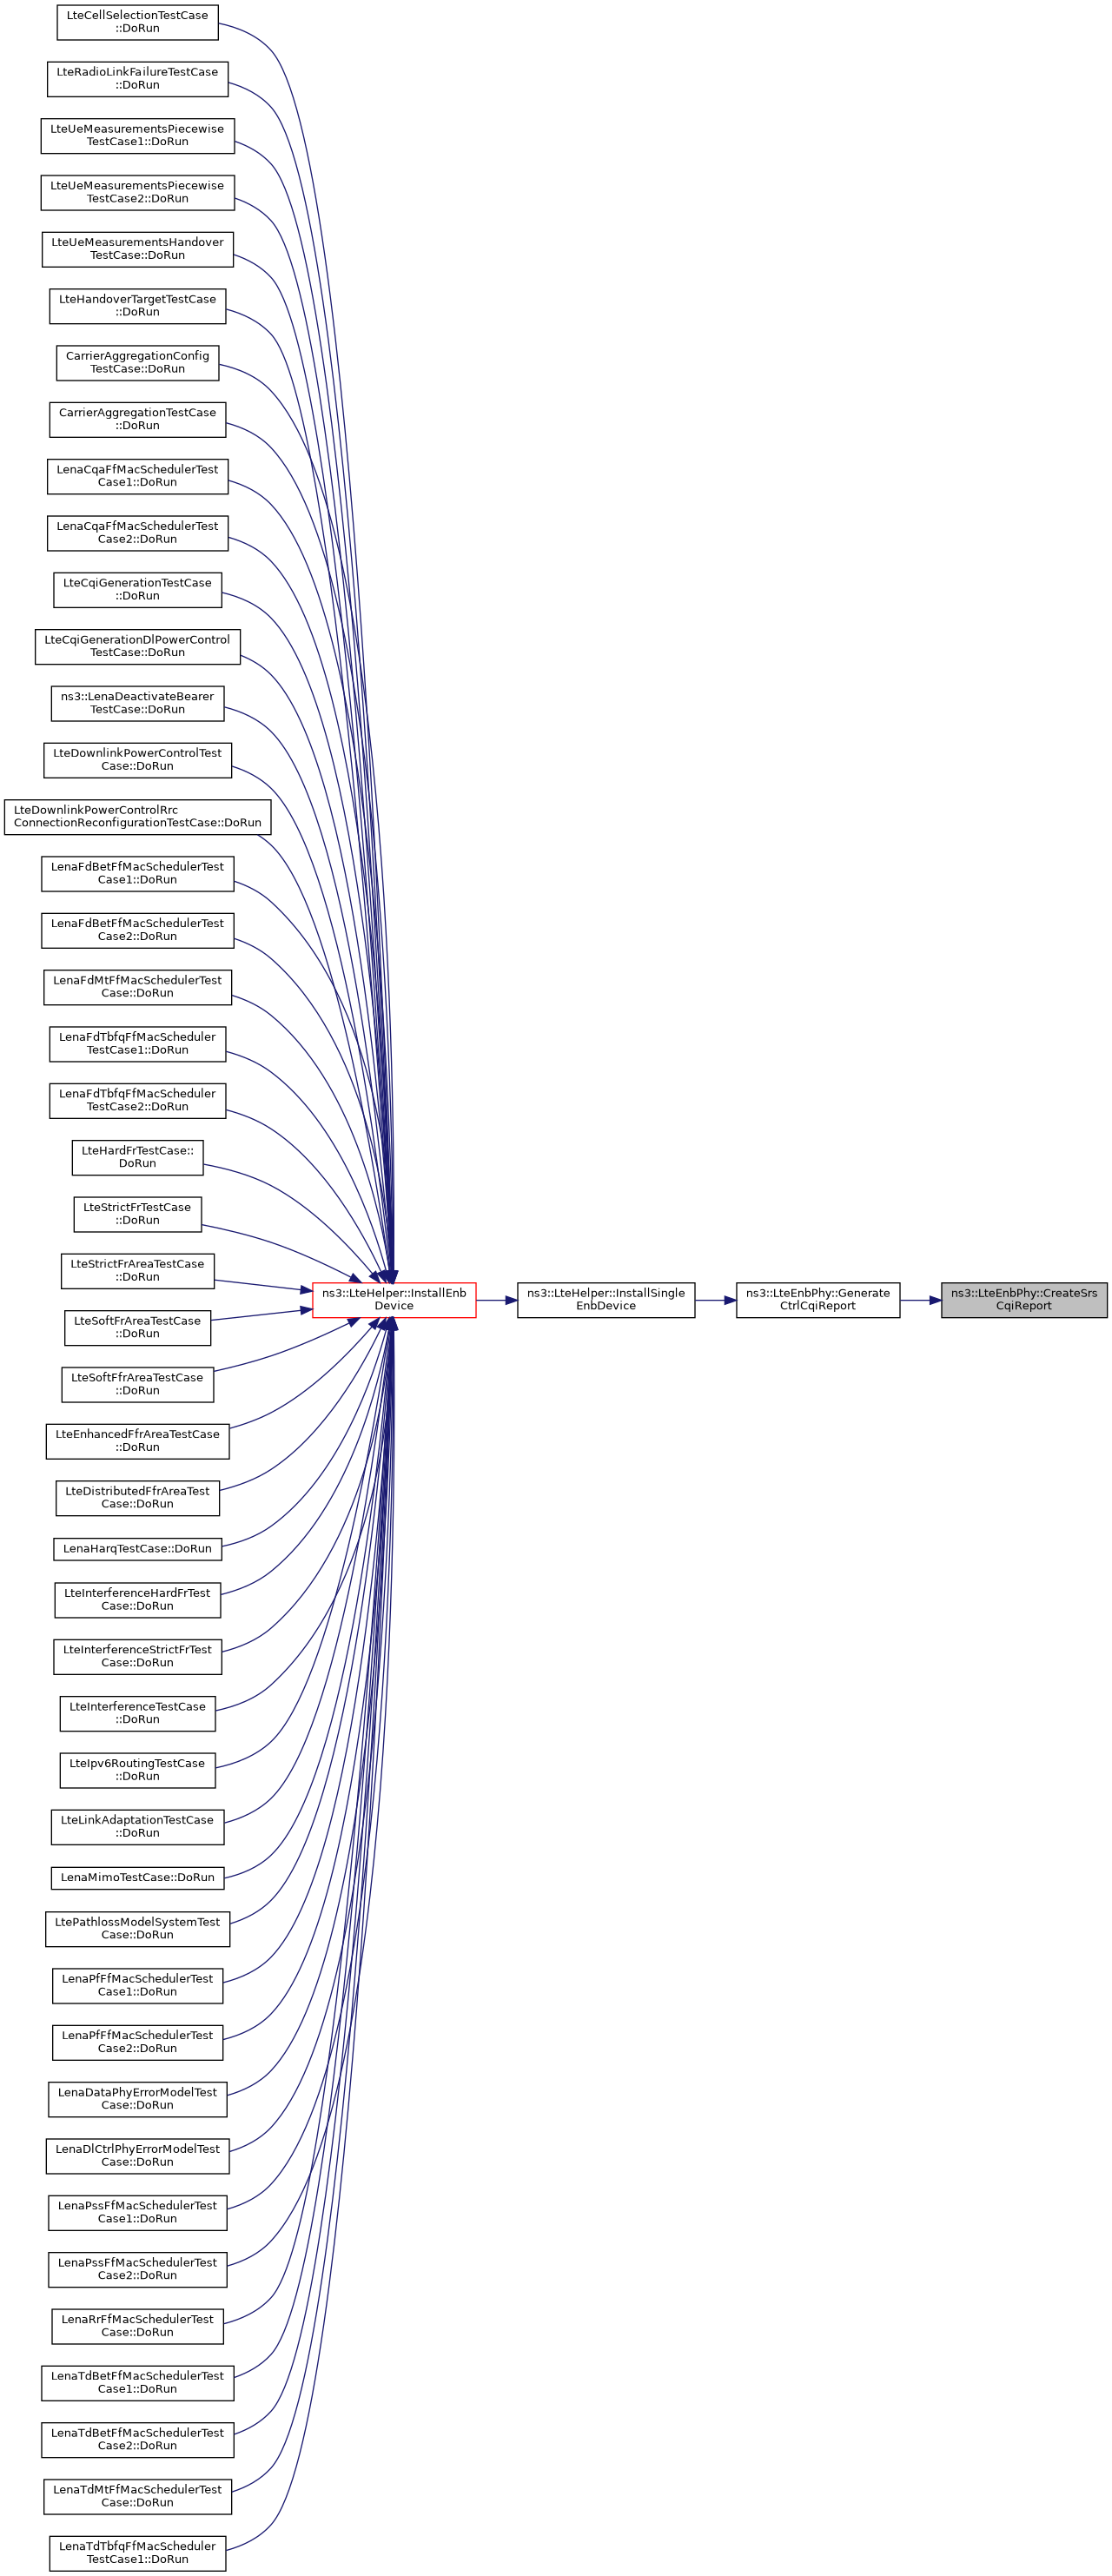 LteCellSelectionTestCase
::DoRun
LteRadioLinkFailureTestCase
::DoRun
LteUeMeasurementsPiecewise
TestCase1::DoRun
LteUeMeasurementsPiecewise
TestCase2::DoRun
LteUeMeasurementsHandover
TestCase::DoRun
LteHandoverTargetTestCase
::DoRun
CarrierAggregationConfig
TestCase::DoRun
CarrierAggregationTestCase
::DoRun
LenaCqaFfMacSchedulerTest
Case1::DoRun
LenaCqaFfMacSchedulerTest
Case2::DoRun
LteCqiGenerationTestCase
::DoRun
LteCqiGenerationDlPowerControl
TestCase::DoRun
ns3::LenaDeactivateBearer
TestCase::DoRun
LteDownlinkPowerControlTest
Case::DoRun
LteDownlinkPowerControlRrc
ConnectionReconfigurationTestCase::DoRun
LenaFdBetFfMacSchedulerTest
Case1::DoRun
LenaFdBetFfMacSchedulerTest
Case2::DoRun
LenaFdMtFfMacSchedulerTest
Case::DoRun
LenaFdTbfqFfMacScheduler
TestCase1::DoRun
LenaFdTbfqFfMacScheduler
TestCase2::DoRun
LteHardFrTestCase::
DoRun
LteStrictFrTestCase
::DoRun
LteStrictFrAreaTestCase
::DoRun
LteSoftFrAreaTestCase
::DoRun
LteSoftFfrAreaTestCase
::DoRun
LteEnhancedFfrAreaTestCase
::DoRun
LteDistributedFfrAreaTest
Case::DoRun
LenaHarqTestCase::DoRun
LteInterferenceHardFrTest
Case::DoRun
LteInterferenceStrictFrTest
Case::DoRun
LteInterferenceTestCase
::DoRun
LteIpv6RoutingTestCase
::DoRun
LteLinkAdaptationTestCase
::DoRun
LenaMimoTestCase::DoRun
LtePathlossModelSystemTest
Case::DoRun
LenaPfFfMacSchedulerTest
Case1::DoRun
LenaPfFfMacSchedulerTest
Case2::DoRun
LenaDataPhyErrorModelTest
Case::DoRun
LenaDlCtrlPhyErrorModelTest
Case::DoRun
LenaPssFfMacSchedulerTest
Case1::DoRun
LenaPssFfMacSchedulerTest
Case2::DoRun
LenaRrFfMacSchedulerTest
Case::DoRun
LenaTdBetFfMacSchedulerTest
Case1::DoRun
LenaTdBetFfMacSchedulerTest
Case2::DoRun
LenaTdMtFfMacSchedulerTest
Case::DoRun
LenaTdTbfqFfMacScheduler
TestCase1::DoRun
ns3::LteHelper::InstallEnb
Device
ns3::LteHelper::InstallSingle
EnbDevice
ns3::LteEnbPhy::Generate
CtrlCqiReport
ns3::LteEnbPhy::CreateSrs
CqiReport